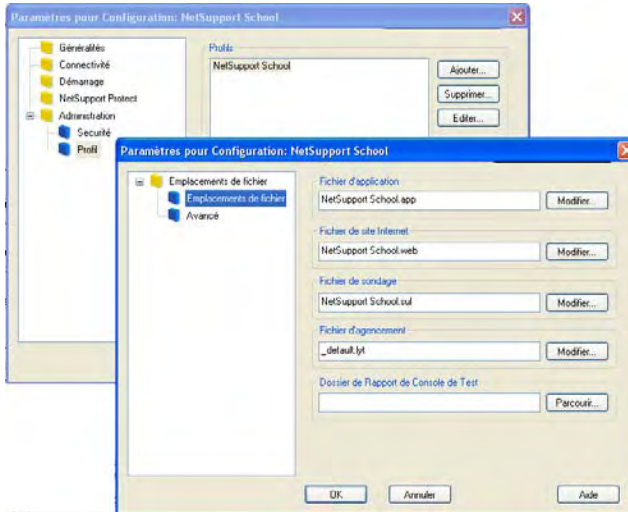 Paramètres pour Configuration: NetSupport School
Généralités
Connectivité
Démarrage
NetSupport Protect
Administration
Securité
Profil
Profils
NetSupport School
Ajouter...
Supprimer...
Editer...
Paramètres pour Configuration: NetSupport School
Emplacements de fichier
Emplacements de fichier
Avancé
Fichier d'application
NetSupport School.app
Modifier...
Fichier de site Internet
NetSupport School.web
Modifier...
Fichier de sondage
NetSupport School.sul
Modifier...
Fichier d'agencement
_default.lyt
Modifier...
Dossier de Rapport de Console de Test
Parcourir...
OK
Annuler
Aide